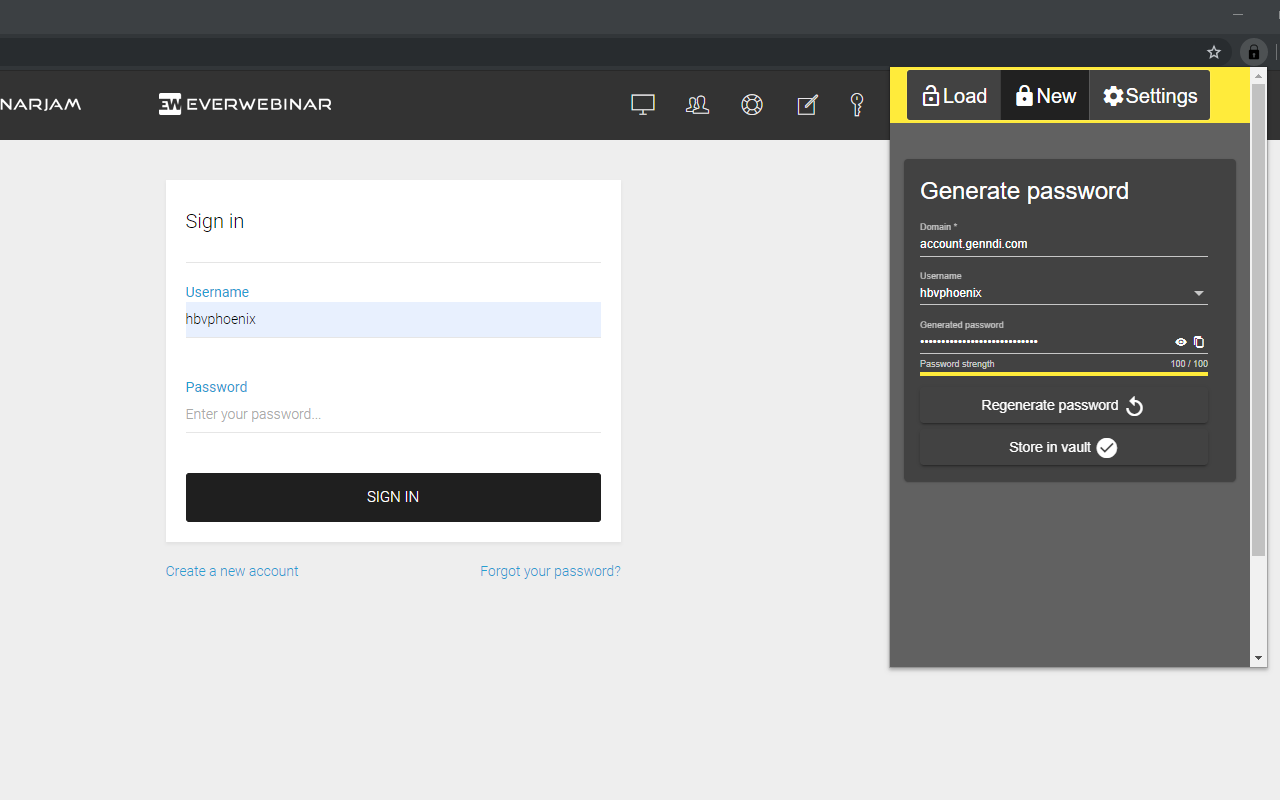 NARJAM
EW EVERWEBINAR
Load
New
Settings
Sign in
Username
hbvphoenix
Password
Enter your password...
SIGN IN
Create a new account
Forgot your password?
Generate password
Domain *
account.genndi.com
Username
hbvphoenix
Generated password
••••••••••••••••••••••••••••
Password strength
100 / 100
Regenerate password
Store in vault